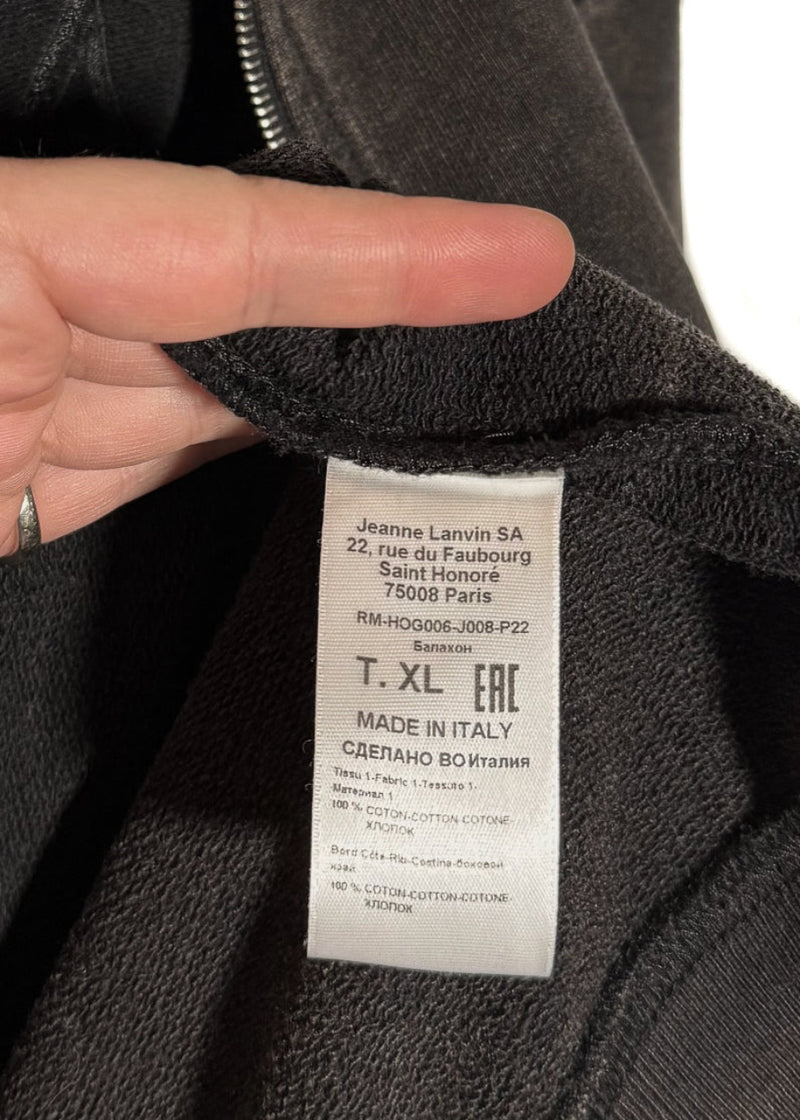 Jeanne Lanvin SA
22, rue du Faubourg
Saint Honoré
75008 Paris
RM-HOG006-J008-P22
Балахон
T. XL EAC
MADE IN ITALY
СДЕЛАНО ВО Италия
Tissu 1-Fabric 1-Tessuto 1-
Материал 1
100 % COTON-COTTON-COTONE-
ХЛОПОК
Bord Côte-Rib-Costina-боковой
край
100 % COTON-COTTON-COTONE-
ХЛОПОК